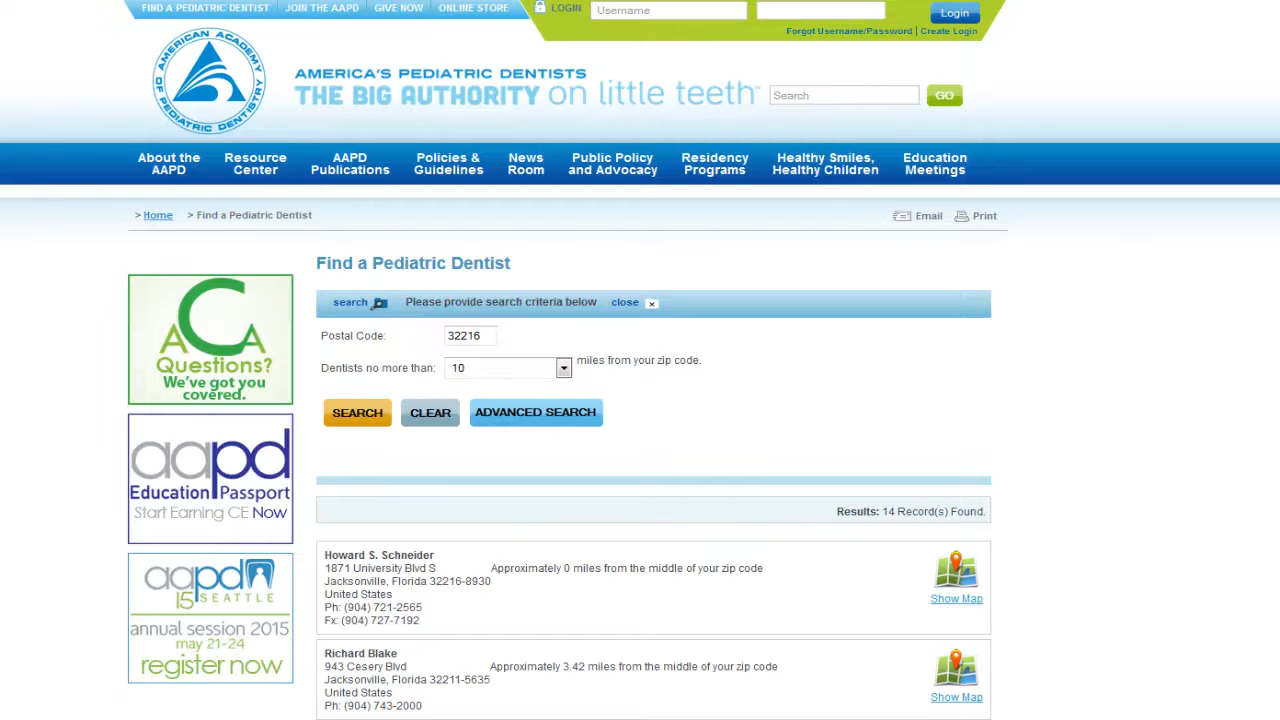 FIND A PEDIATRIC DENTIST JOIN THE AAPD GIVE NOW ONLINE STORE LOGIN Username Login
Forgot Username/Password | Create Login
AMERICAN ACADEMY OF PEDIATRIC DENTISTRY
AMERICA'S PEDIATRIC DENTISTS
THE BIG AUTHORITY on little teeth
Search GO
About the AAPD
Resource Center
AAPD Publications
Policies & Guidelines
News Room
Public Policy and Advocacy
Residency Programs
Healthy Smiles, Healthy Children
Education Meetings
> Home > Find a Pediatric Dentist Email Print
Find a Pediatric Dentist
search Please provide search criteria below close x
Postal Code: 32216
Dentists no more than: 10 miles from your zip code.
SEARCH CLEAR ADVANCED SEARCH
Results: 14 Record(s) Found.
Howard S. Schneider
1871 University Blvd S Approximately 0 miles from the middle of your zip code
Jacksonville, Florida 32216-8930
United States
Ph: (904) 721-2565
Fx: (904) 727-7192
Show Map
Richard Blake
943 Cesery Blvd Approximately 3.42 miles from the middle of your zip code
Jacksonville, Florida 32211-5635
United States
Ph: (904) 743-2000
Show Map
ACA
Questions?
We've got you
covered.
aapd
Education Passport
Start Earning CE Now
aapd
15 SEATTLE
annual session 2015
may 21-24
register now